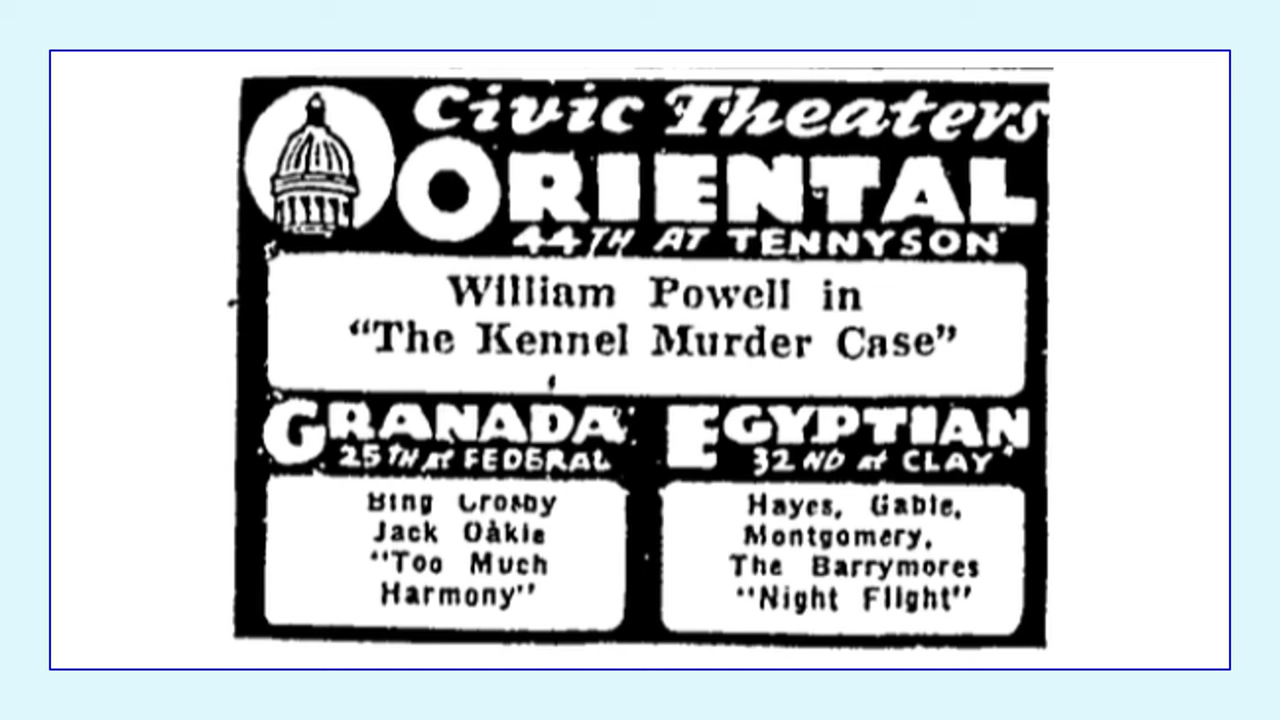 Civic Theaters
ORIENTAL
44TH AT TENNYSON
William Powell in
“The Kennel Murder Case”
GRANADA
25TH at FEDERAL
Bing Crosby
Jack Oakie
“Too Much
Harmony”
EGYPTIAN
32ND at CLAY
Hayes, Gable,
Montgomery,
The Barrymores
“Night Flight”